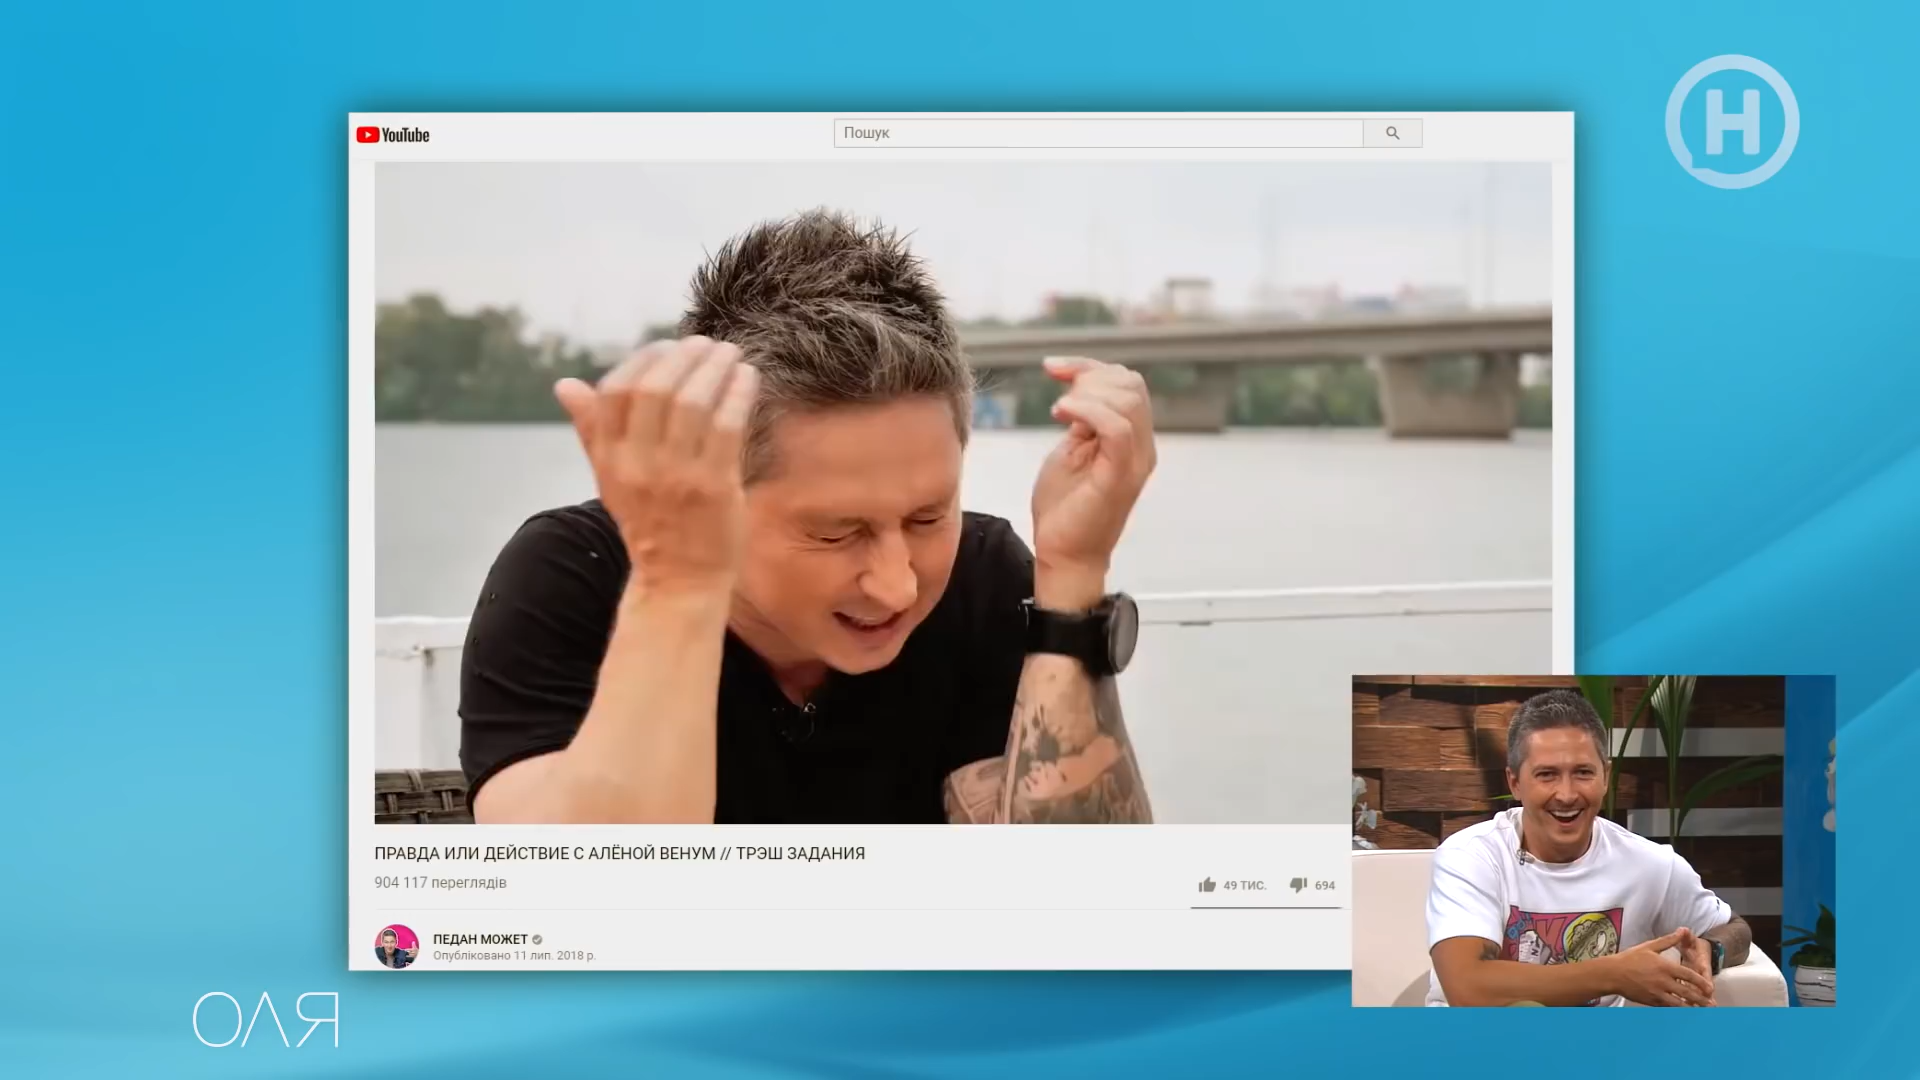 YouTube
Пошук
Н
ПРАВДА ИЛИ ДЕЙСТВИЕ С АЛЁНОЙ ВЕНУМ // ТРЭШ ЗАДАНИЯ
904 117 переглядів
49 ТИС.
694
ПЕДАН МОЖЕТ
Опубліковано 11 лип. 2018 р.
ОЛЯ